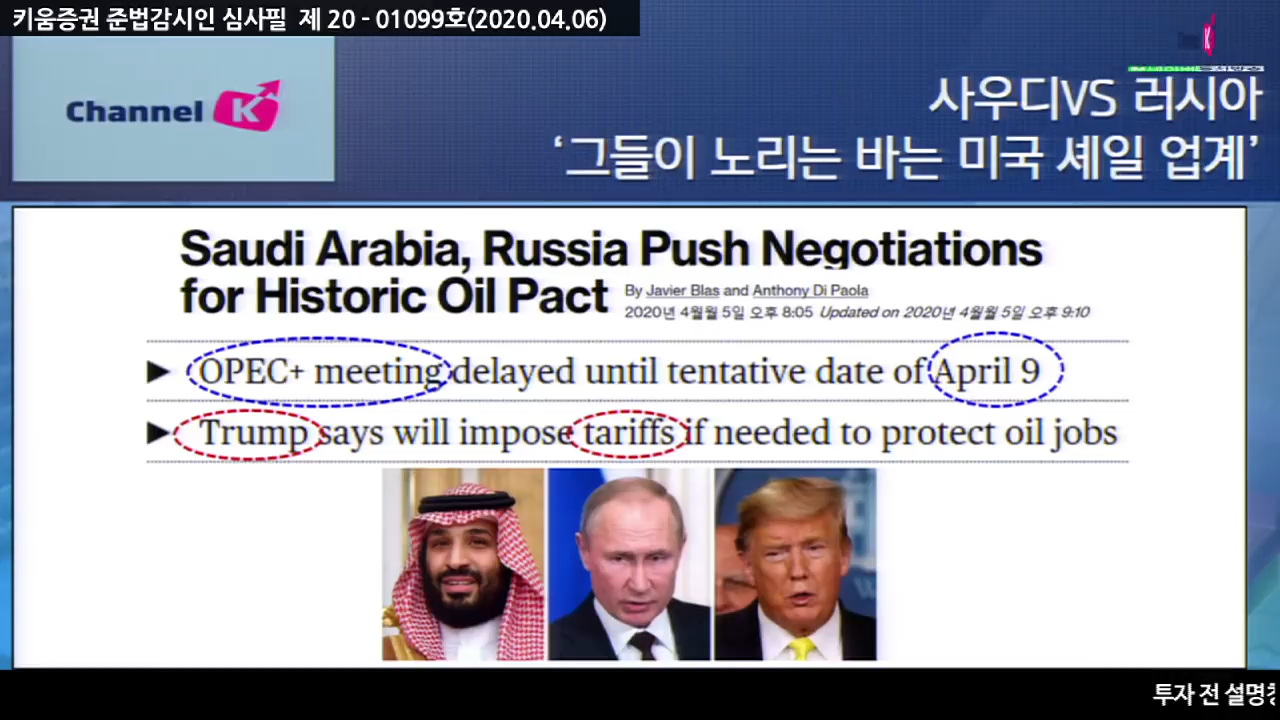 키움증권 준법감시인 심사필 제 20 - 01099호(2020.04.06)
Channel K
사우디VS 러시아
‘그들이 노리는 바는 미국 셰일 업계’
Saudi Arabia, Russia Push Negotiations
for Historic Oil Pact
By Javier Blas and Anthony Di Paola
2020년 4월월 5일 오후 8:05 Updated on 2020년 4월월 5일 오후 9:10
▶ OPEC+ meeting delayed until tentative date of April 9
▶ Trump says will impose tariffs if needed to protect oil jobs
투자 전 설명